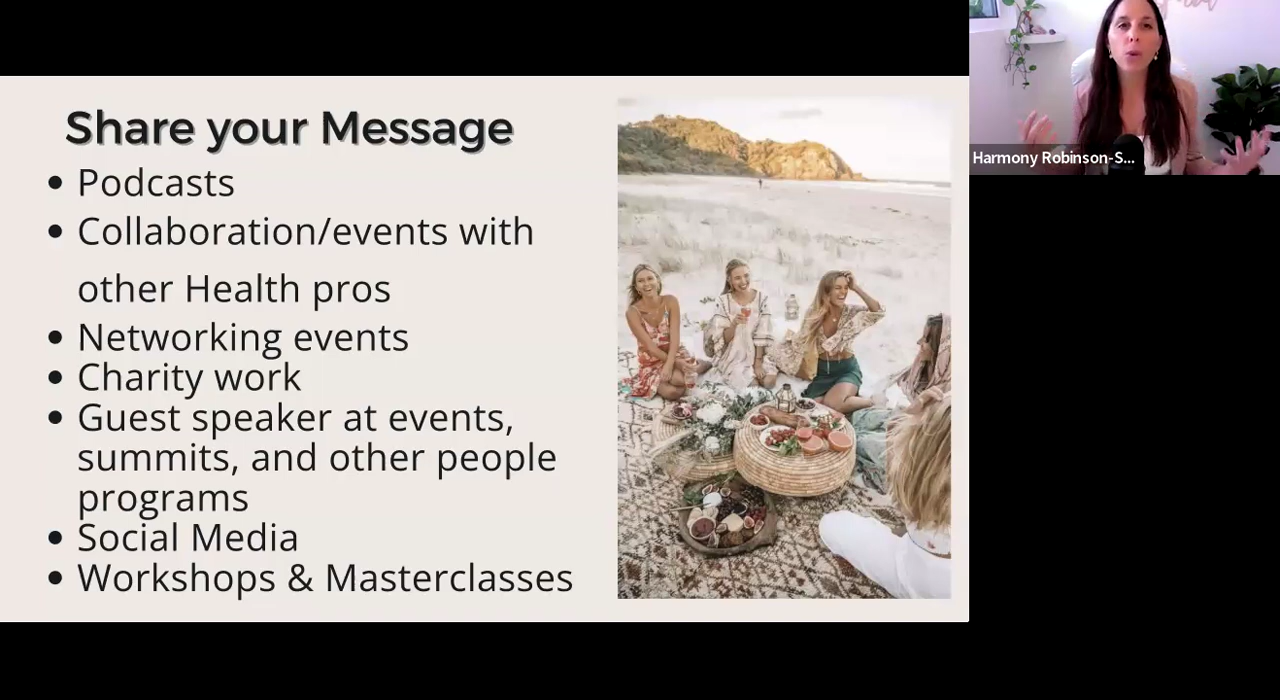 Share your Message
• Podcasts
• Collaboration/events with
other Health pros
• Networking events
• Charity work
• Guest speaker at events,
summits, and other people
programs
• Social Media
• Workshops & Masterclasses
Harmony Robinson-S...